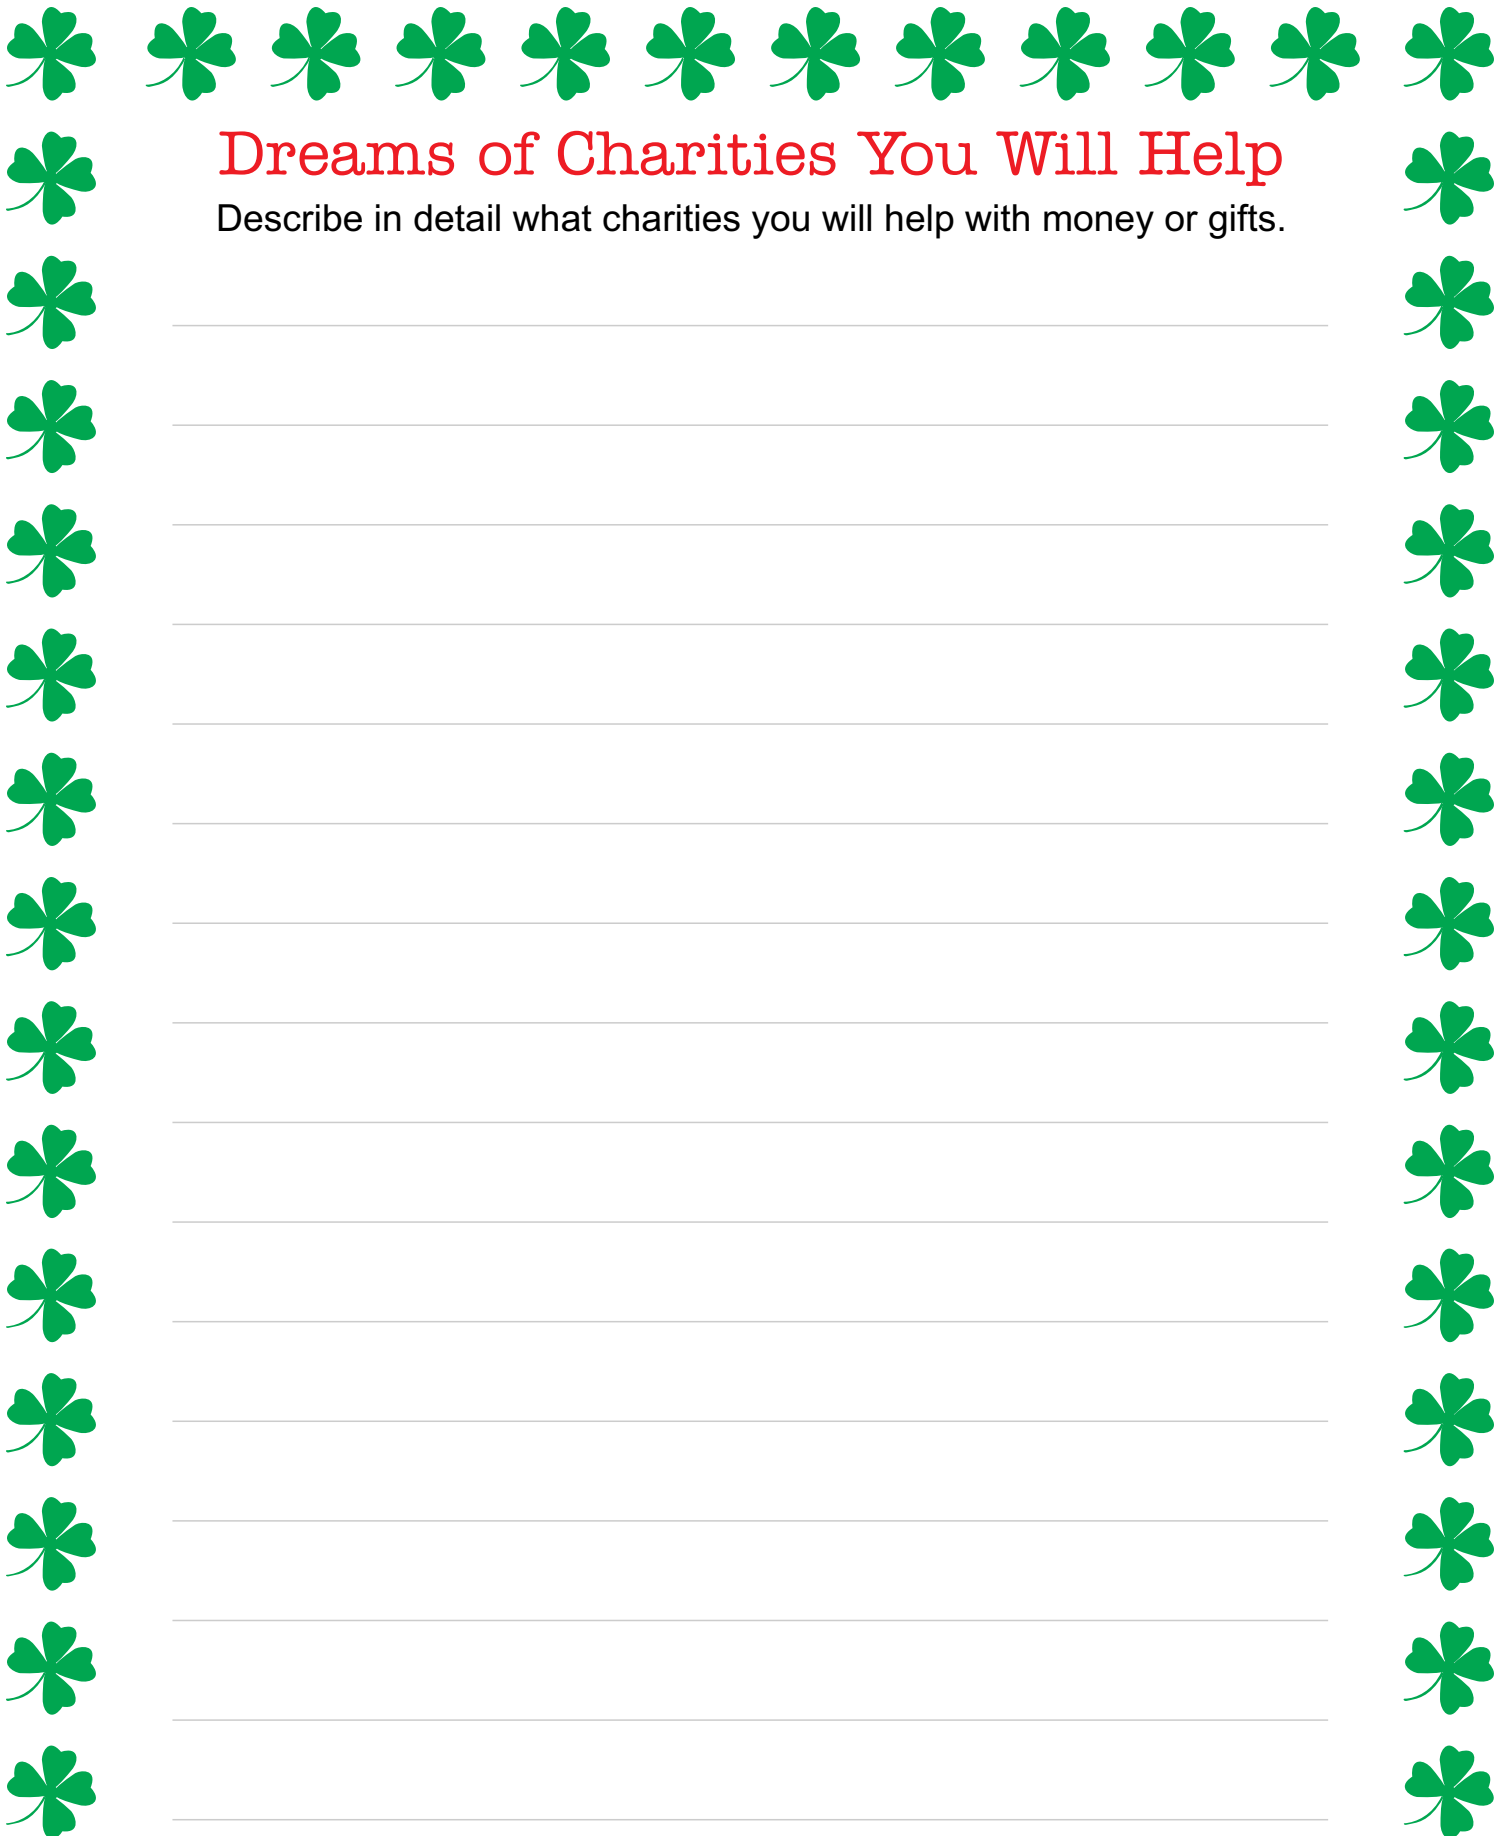 Dreams of Charities You Will Help
Describe in detail what charities you will help with money or gifts.